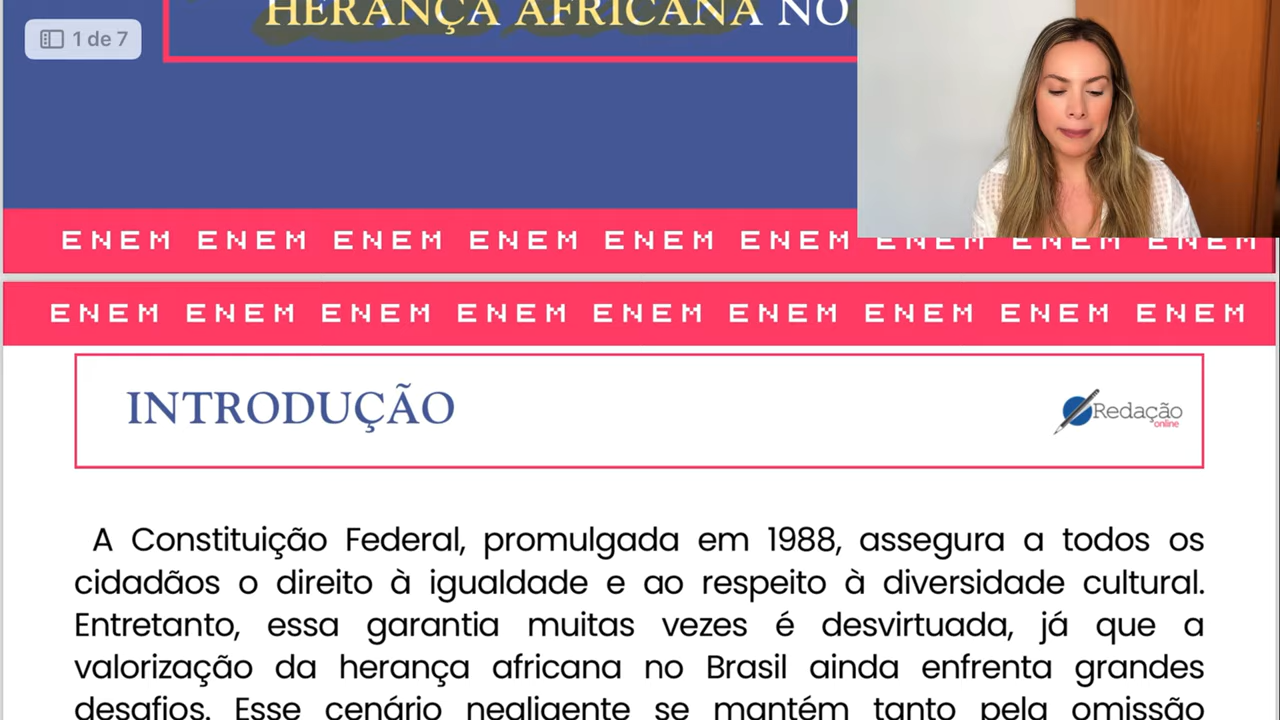 HERANÇA AFRICANA NO
1 de 7
ENEM ENEM ENEM ENEM ENEM ENEM ENEM ENEM ENEM
ENEM ENEM ENEM ENEM ENEM ENEM ENEM ENEM ENEM
INTRODUÇÃO
Redação
online
A Constituição Federal, promulgada em 1988, assegura a todos os
cidadãos o direito à igualdade e ao respeito à diversidade cultural.
Entretanto, essa garantia muitas vezes é desvirtuada, já que a
valorização da herança africana no Brasil ainda enfrenta grandes
desafios. Esse cenário negligente se mantém tanto pela omissão